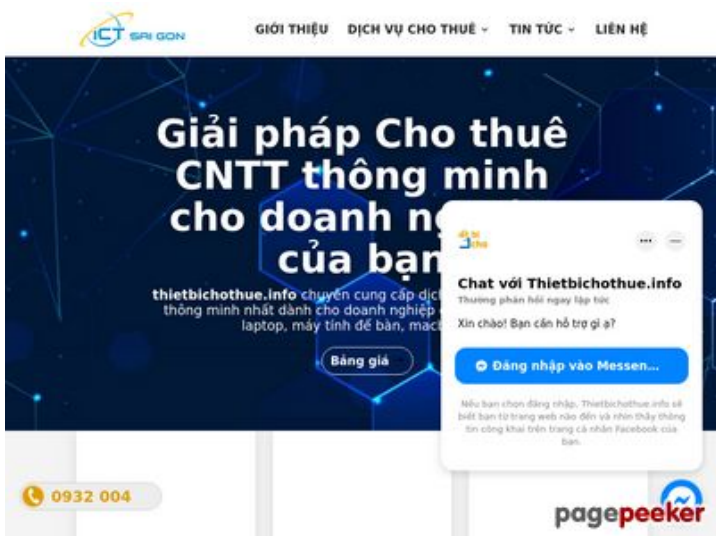 ICT SAI GON
GIỚI THIỆU DỊCH VỤ CHO THUÊ TIN TỨC LIÊN HỆ
Giải pháp Cho thuê
CNTT thông minh
cho doanh
của bạn
thietbichothue.info chuyên cung cấp
thông minh nhất dành cho doanh nghiệp
laptop, máy tính để bàn,
Bảng giá
Chat với Thietbichothue.info
Thường phản hồi ngay lập tức
Xin chào! Bạn cần hỗ trợ gì ạ?
Đăng nhập vào Messen...
Nếu bạn chọn đăng nhập, Thietbichothue.info sẽ
biết bạn từ trang web nào đến và nhìn thấy thông
tin công khai trên trang cá nhân Facebook của
bạn.
0932 004
pagepeeker